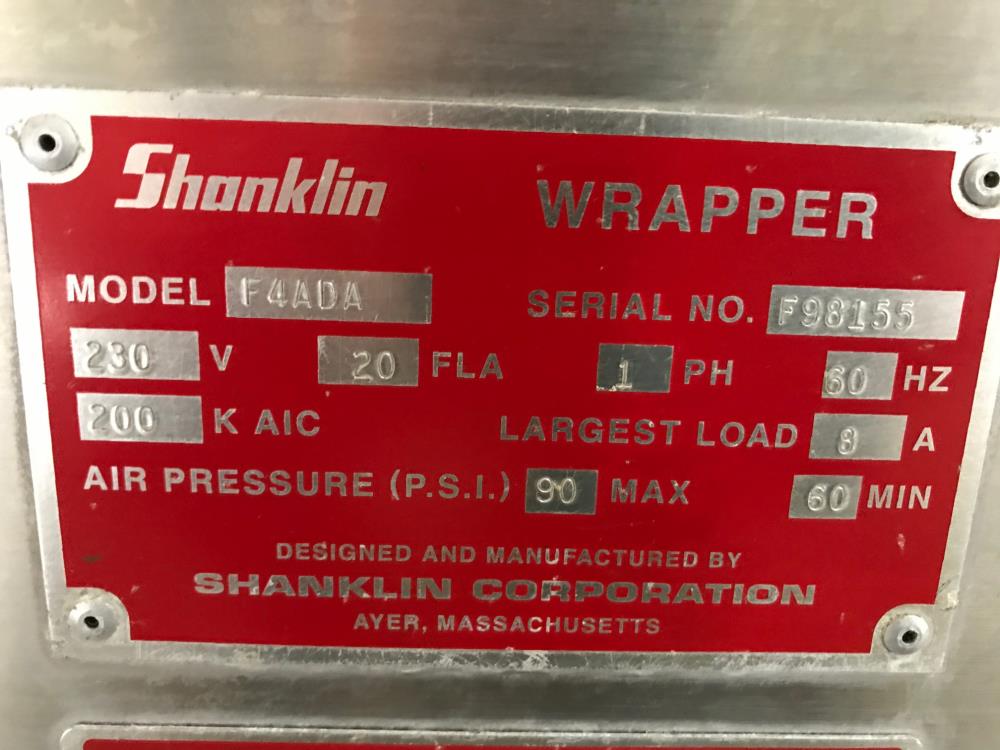 Shanklin WRAPPER
MODEL F4ADA SERIAL NO. F98155
230 V 20 FLA 1 PH 60 HZ
200 K AIC LARGEST LOAD 8 A
AIR PRESSURE (P.S.I.) 90 MAX 60 MIN
DESIGNED AND MANUFACTURED BY
SHANKLIN CORPORATION
AYER, MASSACHUSETTS